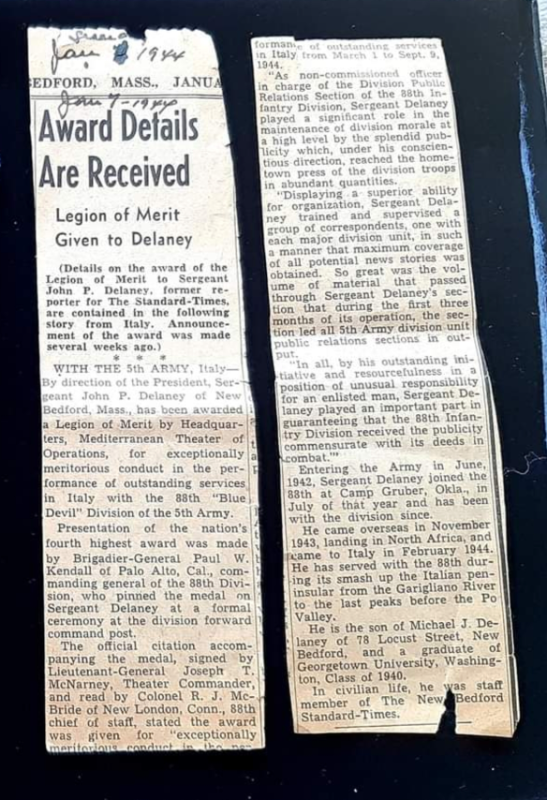 Jan 1944
EDFORD, MASS., JANUA
Jan 7-1944
Award Details
Are Received
Legion of Merit
Given to Delaney
(Details on the award of the
Legion of Merit to Sergeant
John P. Delaney, former re-
porter for The Standard-Times,
are contained in the following
story from Italy. Announce-
ment of the award was made
several weeks ago.)
* * *
WITH THE 5th ARMY, Italy—
By direction of the President, Ser-
geant John P. Delaney of New
Bedford, Mass., has been awarded
a Legion of Merit by Headquar-
ters, Mediterranean Theater of
Operations, for exceptionally
meritorious conduct in the per-
formance of outstanding services
in Italy with the 88th "Blue
Devil" Division of the 5th Army.
Presentation of the nation's
fourth highest award was made
by Brigadier-General Paul W.
Kendall of Palo Alto, Cal., com-
manding general of the 88th Divi-
sion, who pinned the medal on
Sergeant Delaney at a formal
ceremony at the division forward
command post.
The official citation accom-
panying the medal, signed by
Lieutenant-General Joseph T.
McNarney, Theater Commander,
and read by Colonel R. J. Mc-
Bride of New London, Conn., 88th
chief of staff, stated the award
was given for "exceptionally
meritorious conduct in the per-
formance of outstanding services
in Italy from March 1 to Sept. 9,
1944.
"As non-commissioned officer
in charge of the Division Public
Relations Section of the 88th In-
fantry Division, Sergeant Delaney
played a significant role in the
maintenance of division morale at
a high level by the splendid pub-
licity which, under his conscien-
tious direction, reached the home-
town press of the division troops
in abundant quantities.
"Displaying a superior ability
for organization, Sergeant Dela-
ney trained and supervised a
group of correspondents, one with
each major division unit, in such
a manner that maximum coverage
of all potential news stories was
obtained. So great was the vol-
ume of material that passed
through Sergeant Delaney's sec-
tion that during the first three
months of its operation, the sec-
tion led all 5th Army division unit
public relations sections in out-
put.
"In all, by his outstanding ini-
tiative and resourcefulness in a
position of unusual responsibility
for an enlisted man, Sergeant De-
laney played an important part in
guaranteeing that the 88th Infan-
try Division received the publicity
commensurate with its deeds in
combat.'"
Entering the Army in June,
1942, Sergeant Delaney joined the
88th at Camp Gruber, Okla., in
July of that year and has been
with the division since.
He came overseas in November
1943, landing in North Africa, and
came to Italy in February 1944.
He has served with the 88th dur-
ing its smash up the Italian pen-
insular from the Garigliano River
to the last peaks before the Po
Valley.
He is the son of Michael J. De-
laney of 78 Locust Street, New
Bedford, and a graduate of
Georgetown University, Washing-
ton, Class of 1940.
In civilian life, he was staff
member of The New Bedford
Standard-Times.